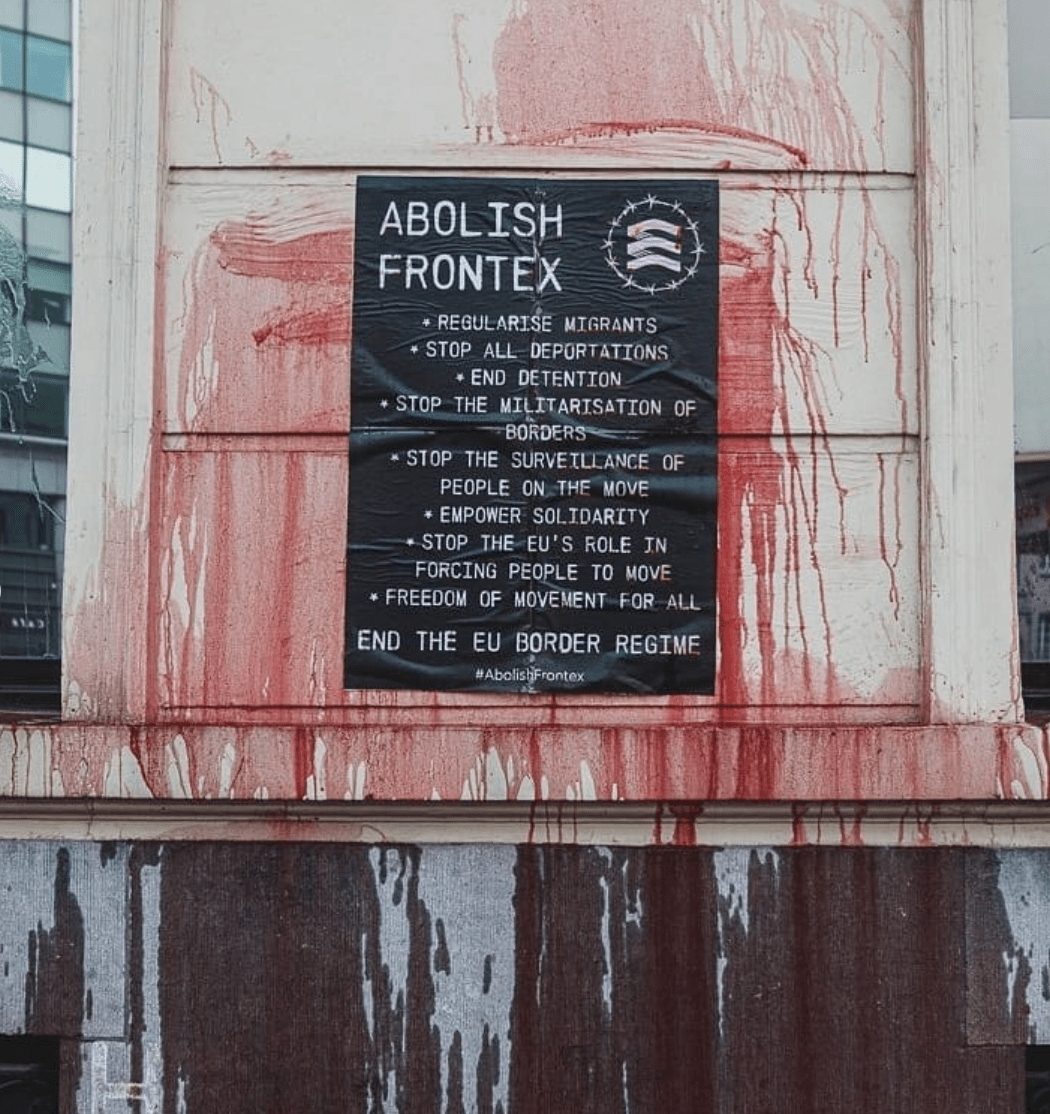 ABOLISH
FRONTEX
* REGULARISE MIGRANTS
* STOP ALL DEPORTATIONS
* END DETENTION
* STOP THE MILITARISATION OF
BORDERS
* STOP THE SURVEILLANCE OF
PEOPLE ON THE MOVE
* EMPOWER SOLIDARITY
* STOP THE EU'S ROLE IN
FORCING PEOPLE TO MOVE
* FREEDOM OF MOVEMENT FOR ALL
END THE EU BORDER REGIME
#AbolishFrontex